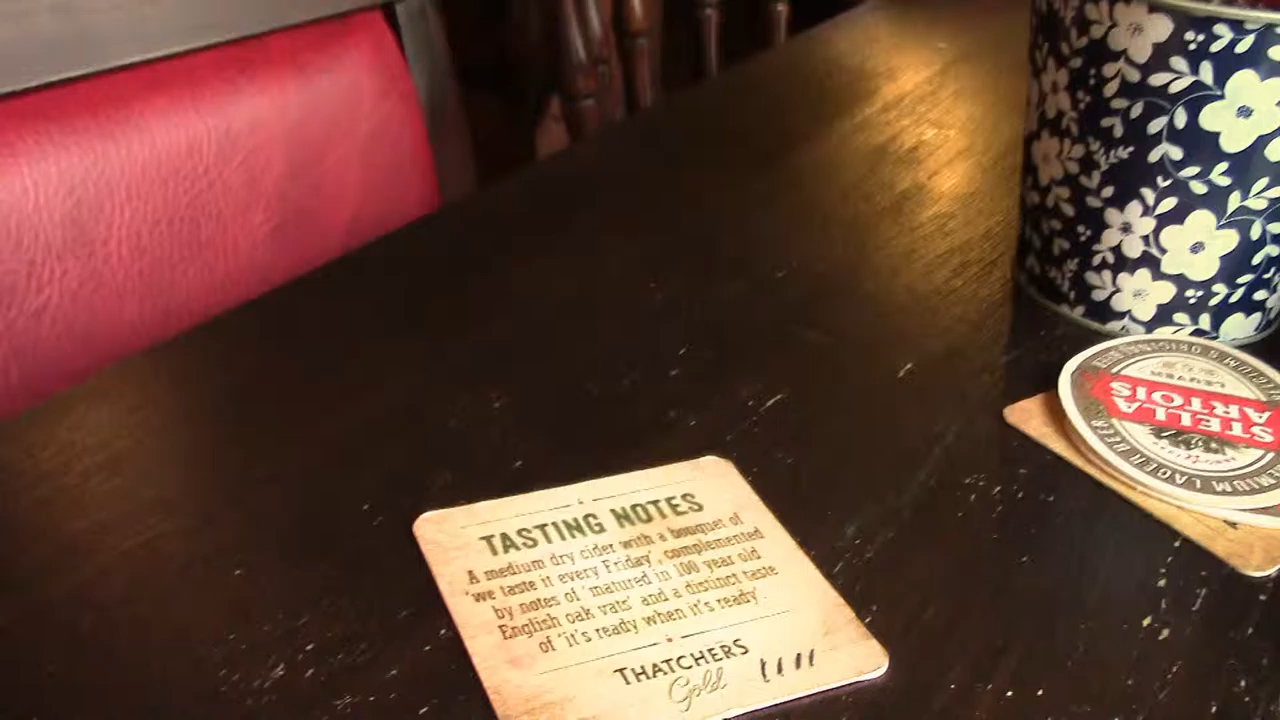 TASTING NOTES
A medium dry cider with a bouquet of
'we taste it every Friday', complemented
by notes of 'matured in 100 year old
English oak vats' and a distinct taste
of 'it's ready when it's ready'
THATCHERS
Gold
STELLA
ARTOIS
LEUVEN